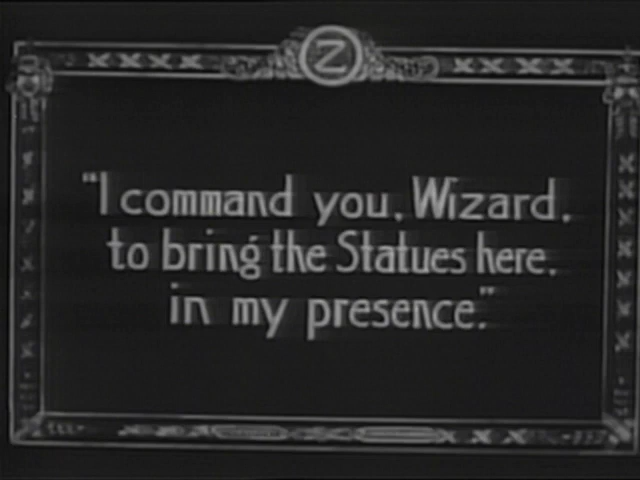 Z
"I command you, Wizard,
to bring the Statues here,
in my presence."